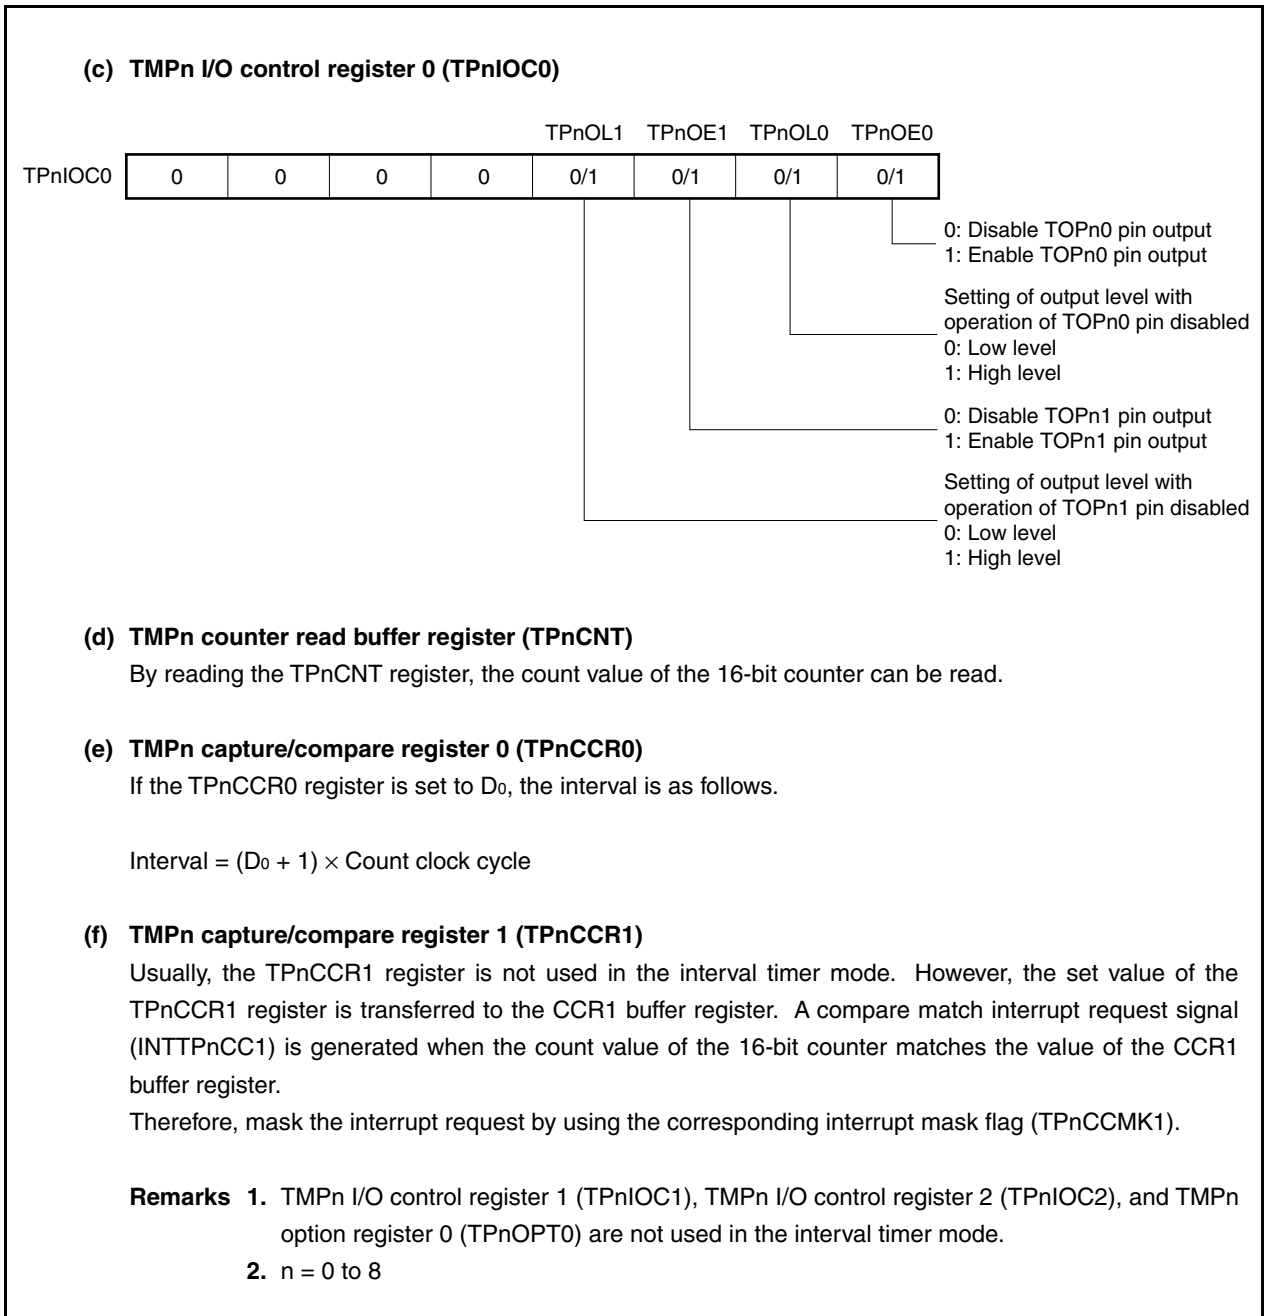 (c) TMPn I/O control register 0 (TPnIOC0)
TPnOL1 TPnOE1 TPnOL0 TPnOE0
TPnIOC0 0 0 0 0 0/1 0/1 0/1 0/1
0: Disable TOPn0 pin output
1: Enable TOPn0 pin output
Setting of output level with
operation of TOPn0 pin disabled
0: Low level
1: High level
0: Disable TOPn1 pin output
1: Enable TOPn1 pin output
Setting of output level with
operation of TOPn1 pin disabled
0: Low level
1: High level
(d) TMPn counter read buffer register (TPnCNT)
By reading the TPnCNT register, the count value of the 16-bit counter can be read.
(e) TMPn capture/compare register 0 (TPnCCR0)
If the TPnCCR0 register is set to D0, the interval is as follows.
Interval = (D0 + 1) × Count clock cycle
(f) TMPn capture/compare register 1 (TPnCCR1)
Usually, the TPnCCR1 register is not used in the interval timer mode. However, the set value of the
TPnCCR1 register is transferred to the CCR1 buffer register. A compare match interrupt request signal
(INTTPnCC1) is generated when the count value of the 16-bit counter matches the value of the CCR1
buffer register.
Therefore, mask the interrupt request by using the corresponding interrupt mask flag (TPnCCMK1).
Remarks 1. TMPn I/O control register 1 (TPnIOC1), TMPn I/O control register 2 (TPnIOC2), and TMPn
option register 0 (TPnOPT0) are not used in the interval timer mode.
2. n = 0 to 8